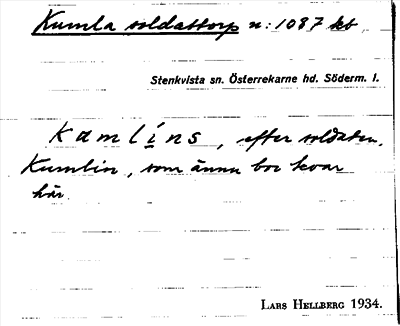 Kumla soldattorp n:1087 kt
Stenkvista sn. Österrekarne hd. Söderm. l.
Kamlins, efter soldaten
Kumlin, som ännu bor kvar
här.
LARS HELLBERG 1934.